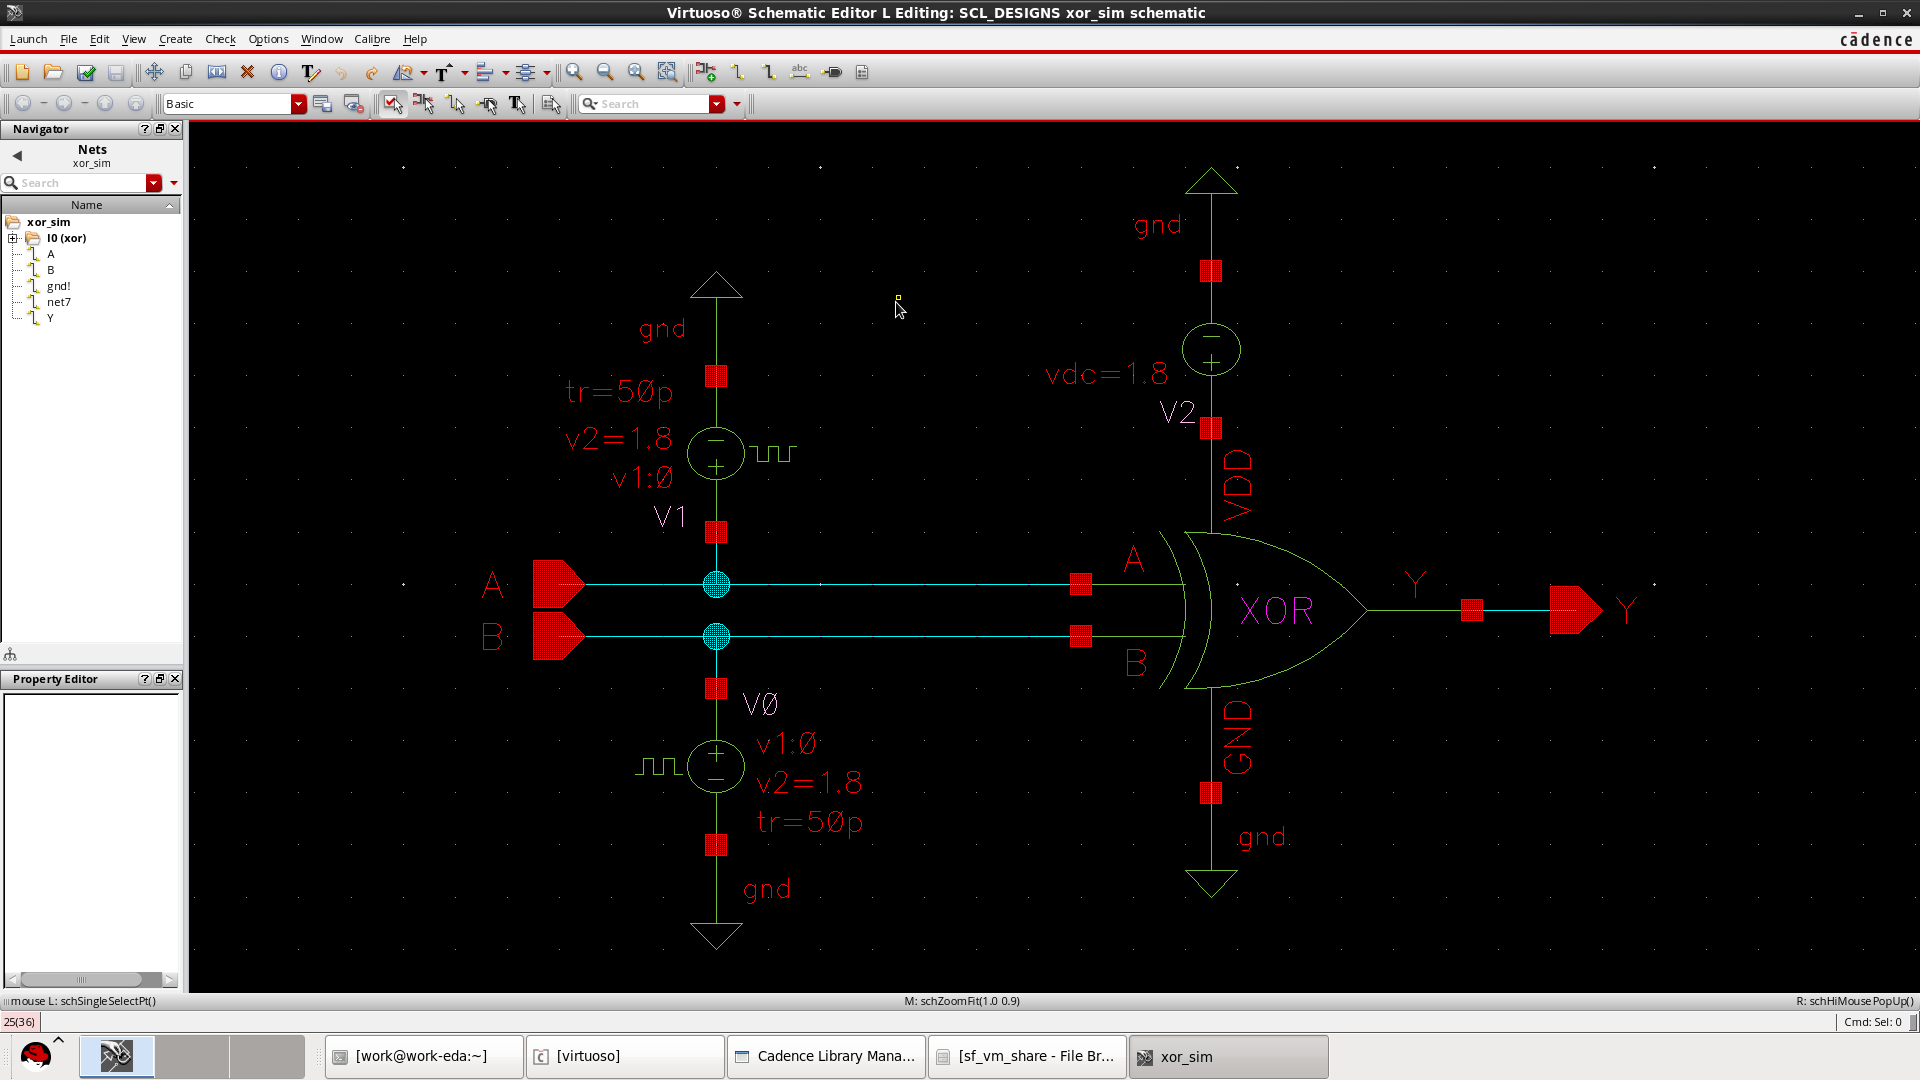 Virtuoso® Schematic Editor L Editing: SCL_DESIGNS xor_sim schematic
Launch File Edit View Create Check Options Window Calibre Help
cādence
abc
Basic
Search
Navigator
Nets
xor_sim
Search
Name
xor_sim
I0 (xor)
A
B
gnd!
net7
Y
Property Editor
gnd
tr=50p
v2=1.8
v1:0
V1
A
B
V0
v1:0
v2=1.8
tr=50p
gnd
gnd
vdc=1.8
V2
VDD
A
XOR
B
Y
Y
GND
gnd
mouse L: schSingleSelectPt()
M: schZoomFit(1.0 0.9)
R: schHiMousePopUp()
25(36)
Cmd: Sel: 0
[work@work-eda:~]
[virtuoso]
Cadence Library Mana...
[sf_vm_share - File Br...
xor_sim